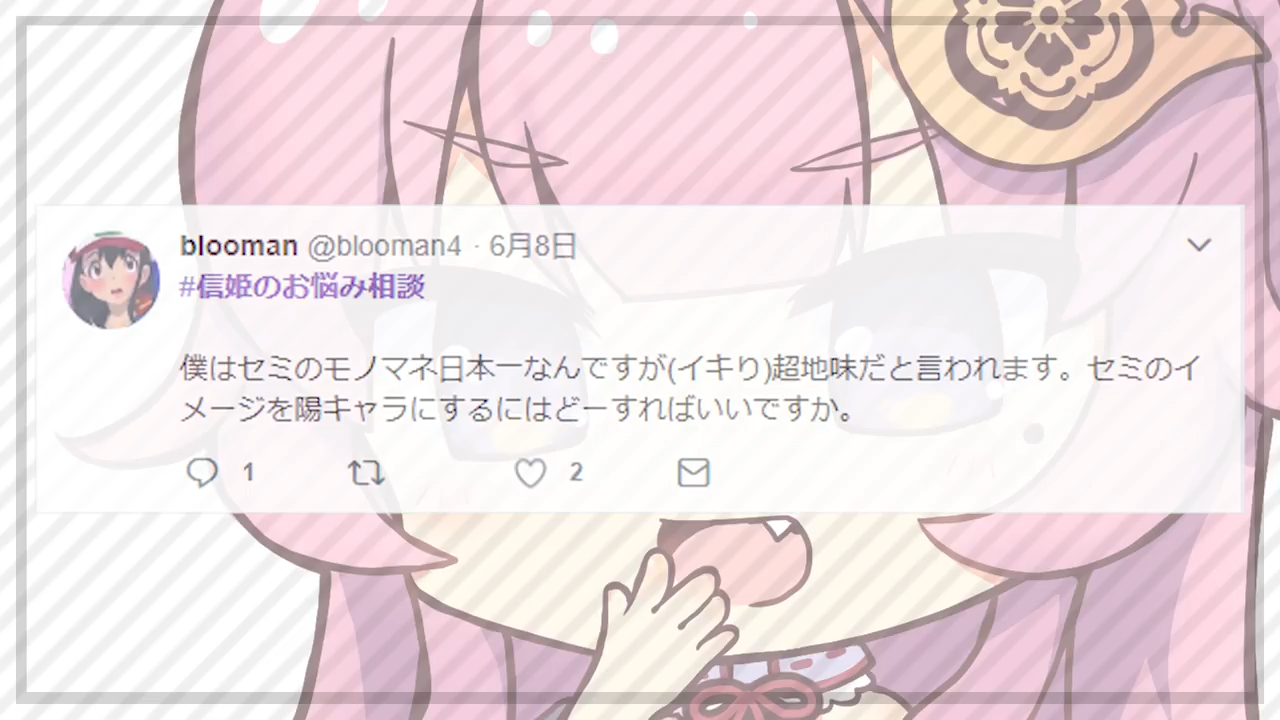 blooman @blooman4 · 6月8日
#信姫のお悩み相談
僕はセミのモノマネ日本一なんですが(イキり)超地味だと言われます。セミのイ
メージを陽キャラにするにはどーすればいいですか。
1 2